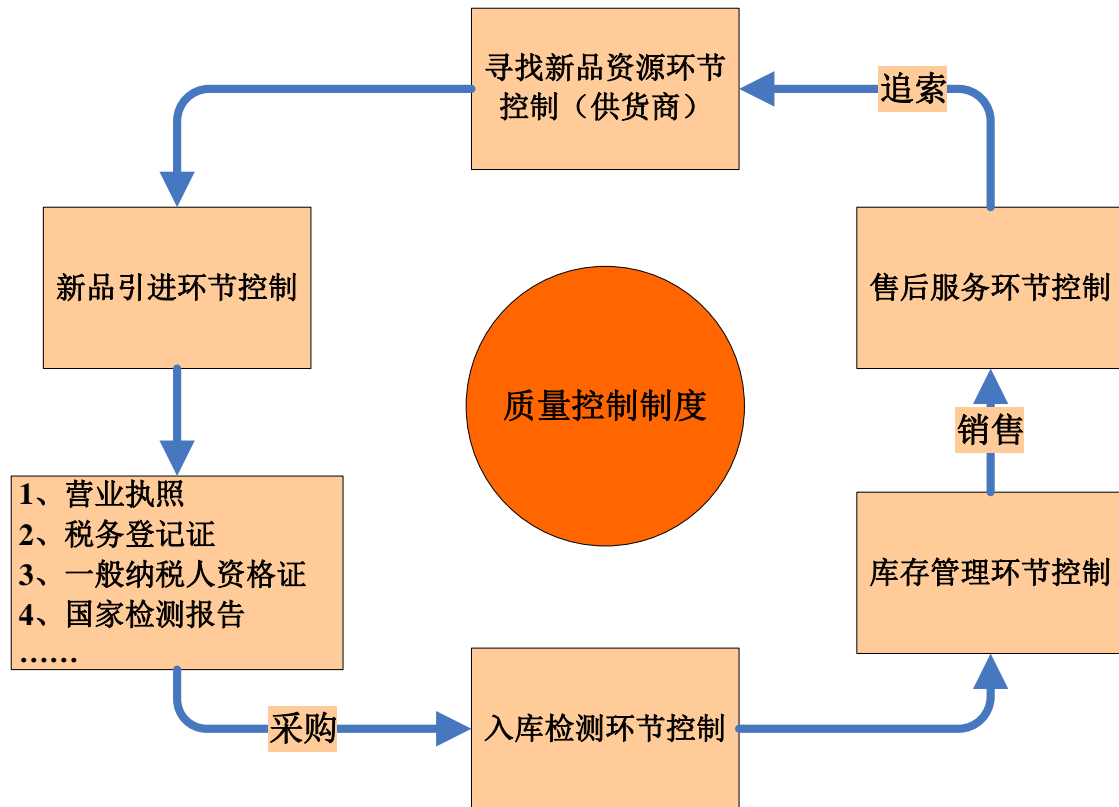 寻找新品资源环节
控制（供货商）
追索
新品引进环节控制
售后服务环节控制
质量控制制度
销售
1、营业执照
2、税务登记证
3、一般纳税人资格证
4、国家检测报告
……
库存管理环节控制
采购
入库检测环节控制